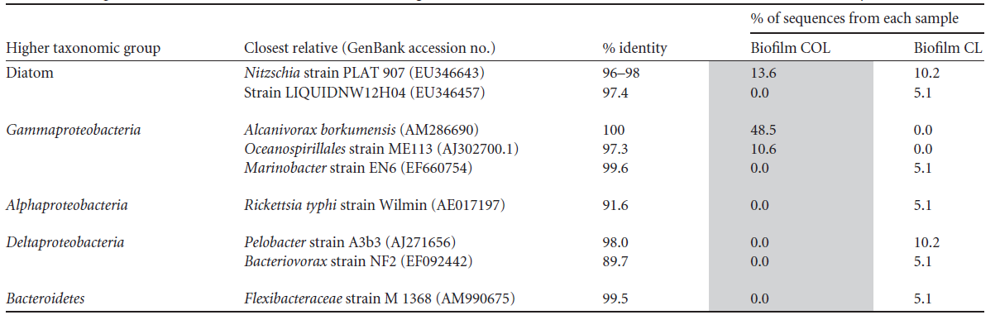 % of sequences from each sample
Higher taxonomic group Closest relative (GenBank accession no.) % identity Biofilm COL Biofilm CL
Diatom Nitzschia strain PLAT 907 (EU346643) 96–98 13.6 10.2
Strain LIQUIDNW12H04 (EU346457) 97.4 0.0 5.1
Gammaproteobacteria Alcanivorax borkumensis (AM286690) 100 48.5 0.0
Oceanospirillales strain ME113 (AJ302700.1) 97.3 10.6 0.0
Marinobacter strain EN6 (EF660754) 99.6 0.0 5.1
Alphaproteobacteria Rickettsia typhi strain Wilmin (AE017197) 91.6 0.0 5.1
Deltaproteobacteria Pelobacter strain A3b3 (AJ271656) 98.0 0.0 10.2
Bacteriovorax strain NF2 (EF092442) 89.7 0.0 5.1
Bacteroidetes Flexibacteraceae strain M 1368 (AM990675) 99.5 0.0 5.1